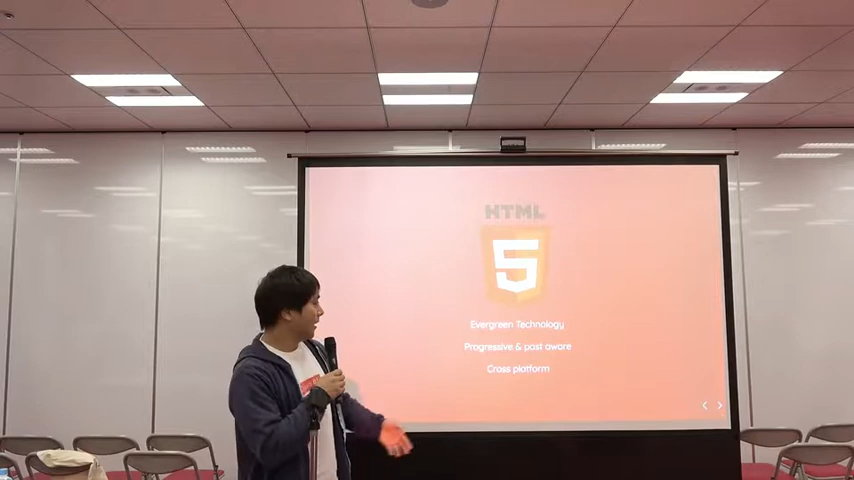 HTML
5
Evergreen Technology
Progressive & past aware
Cross platform